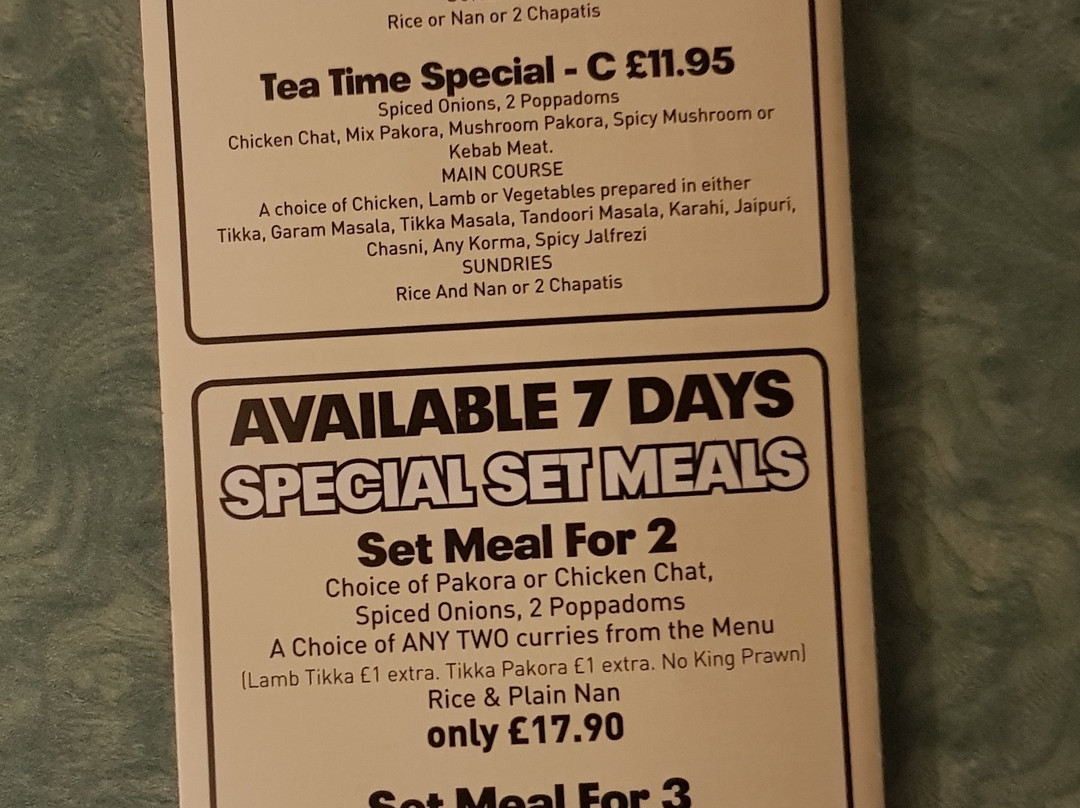 Rice or Nan or 2 Chapatis
Tea Time Special - C £11.95
Spiced Onions, 2 Poppadoms
Chicken Chat, Mix Pakora, Mushroom Pakora, Spicy Mushroom or
Kebab Meat.
MAIN COURSE
A choice of Chicken, Lamb or Vegetables prepared in either
Tikka, Garam Masala, Tikka Masala, Tandoori Masala, Karahi, Jaipuri,
Chasni, Any Korma, Spicy Jalfrezi
SUNDRIES
Rice And Nan or 2 Chapatis
AVAILABLE 7 DAYS
SPECIAL SET MEALS
Set Meal For 2
Choice of Pakora or Chicken Chat,
Spiced Onions, 2 Poppadoms
A Choice of ANY TWO curries from the Menu
(Lamb Tikka £1 extra. Tikka Pakora £1 extra. No King Prawn)
Rice & Plain Nan
only £17.90
Set Meal For 3